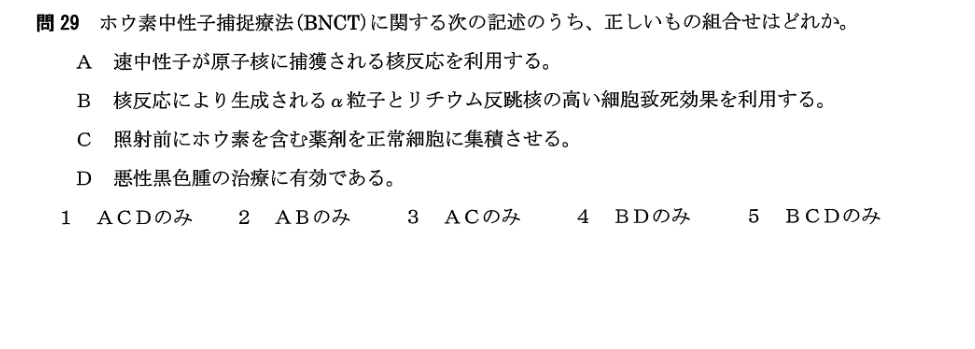 問29 ホウ素中性子捕捉療法(BNCT)に関する次の記述のうち、正しいもの組合せはどれか。
A 速中性子が原子核に捕獲される核反応を利用する。
B 核反応により生成されるα粒子とリチウム反跳核の高い細胞致死効果を利用する。
C 照射前にホウ素を含む薬剤を正常細胞に集積させる。
D 悪性黒色腫の治療に有効である。
1 ACDのみ 2 ABのみ 3 ACのみ 4 BDのみ 5 BCDのみ